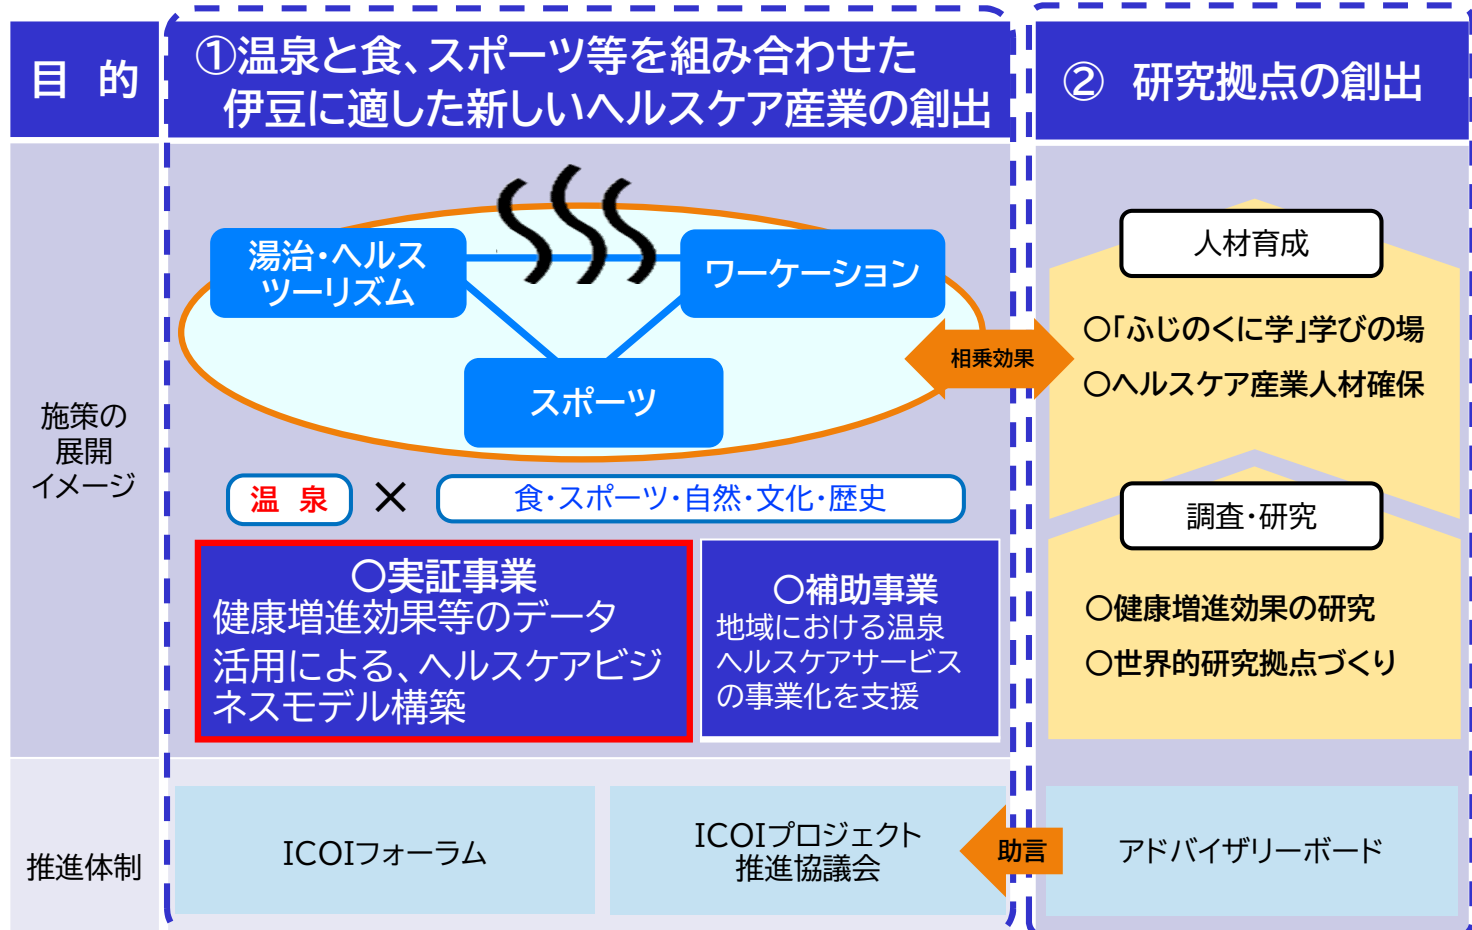 目 的
①温泉と食、スポーツ等を組み合わせた
伊豆に適した新しいヘルスケア産業の創出
② 研究拠点の創出
施策の
展開
イメージ
湯治・ヘルス
ツーリズム
ワーケーション
スポーツ
相乗効果
温 泉
×
食・スポーツ・自然・文化・歴史
○実証事業
健康増進効果等のデータ
活用による、ヘルスケアビジ
ネスモデル構築
○補助事業
地域における温泉
ヘルスケアサービス
の事業化を支援
人材育成
○「ふじのくに学」学びの場
○ヘルスケア産業人材確保
調査・研究
○健康増進効果の研究
○世界的研究拠点づくり
推進体制
ICOIフォーラム
ICOIプロジェクト
推進協議会
助言
アドバイザリーボード